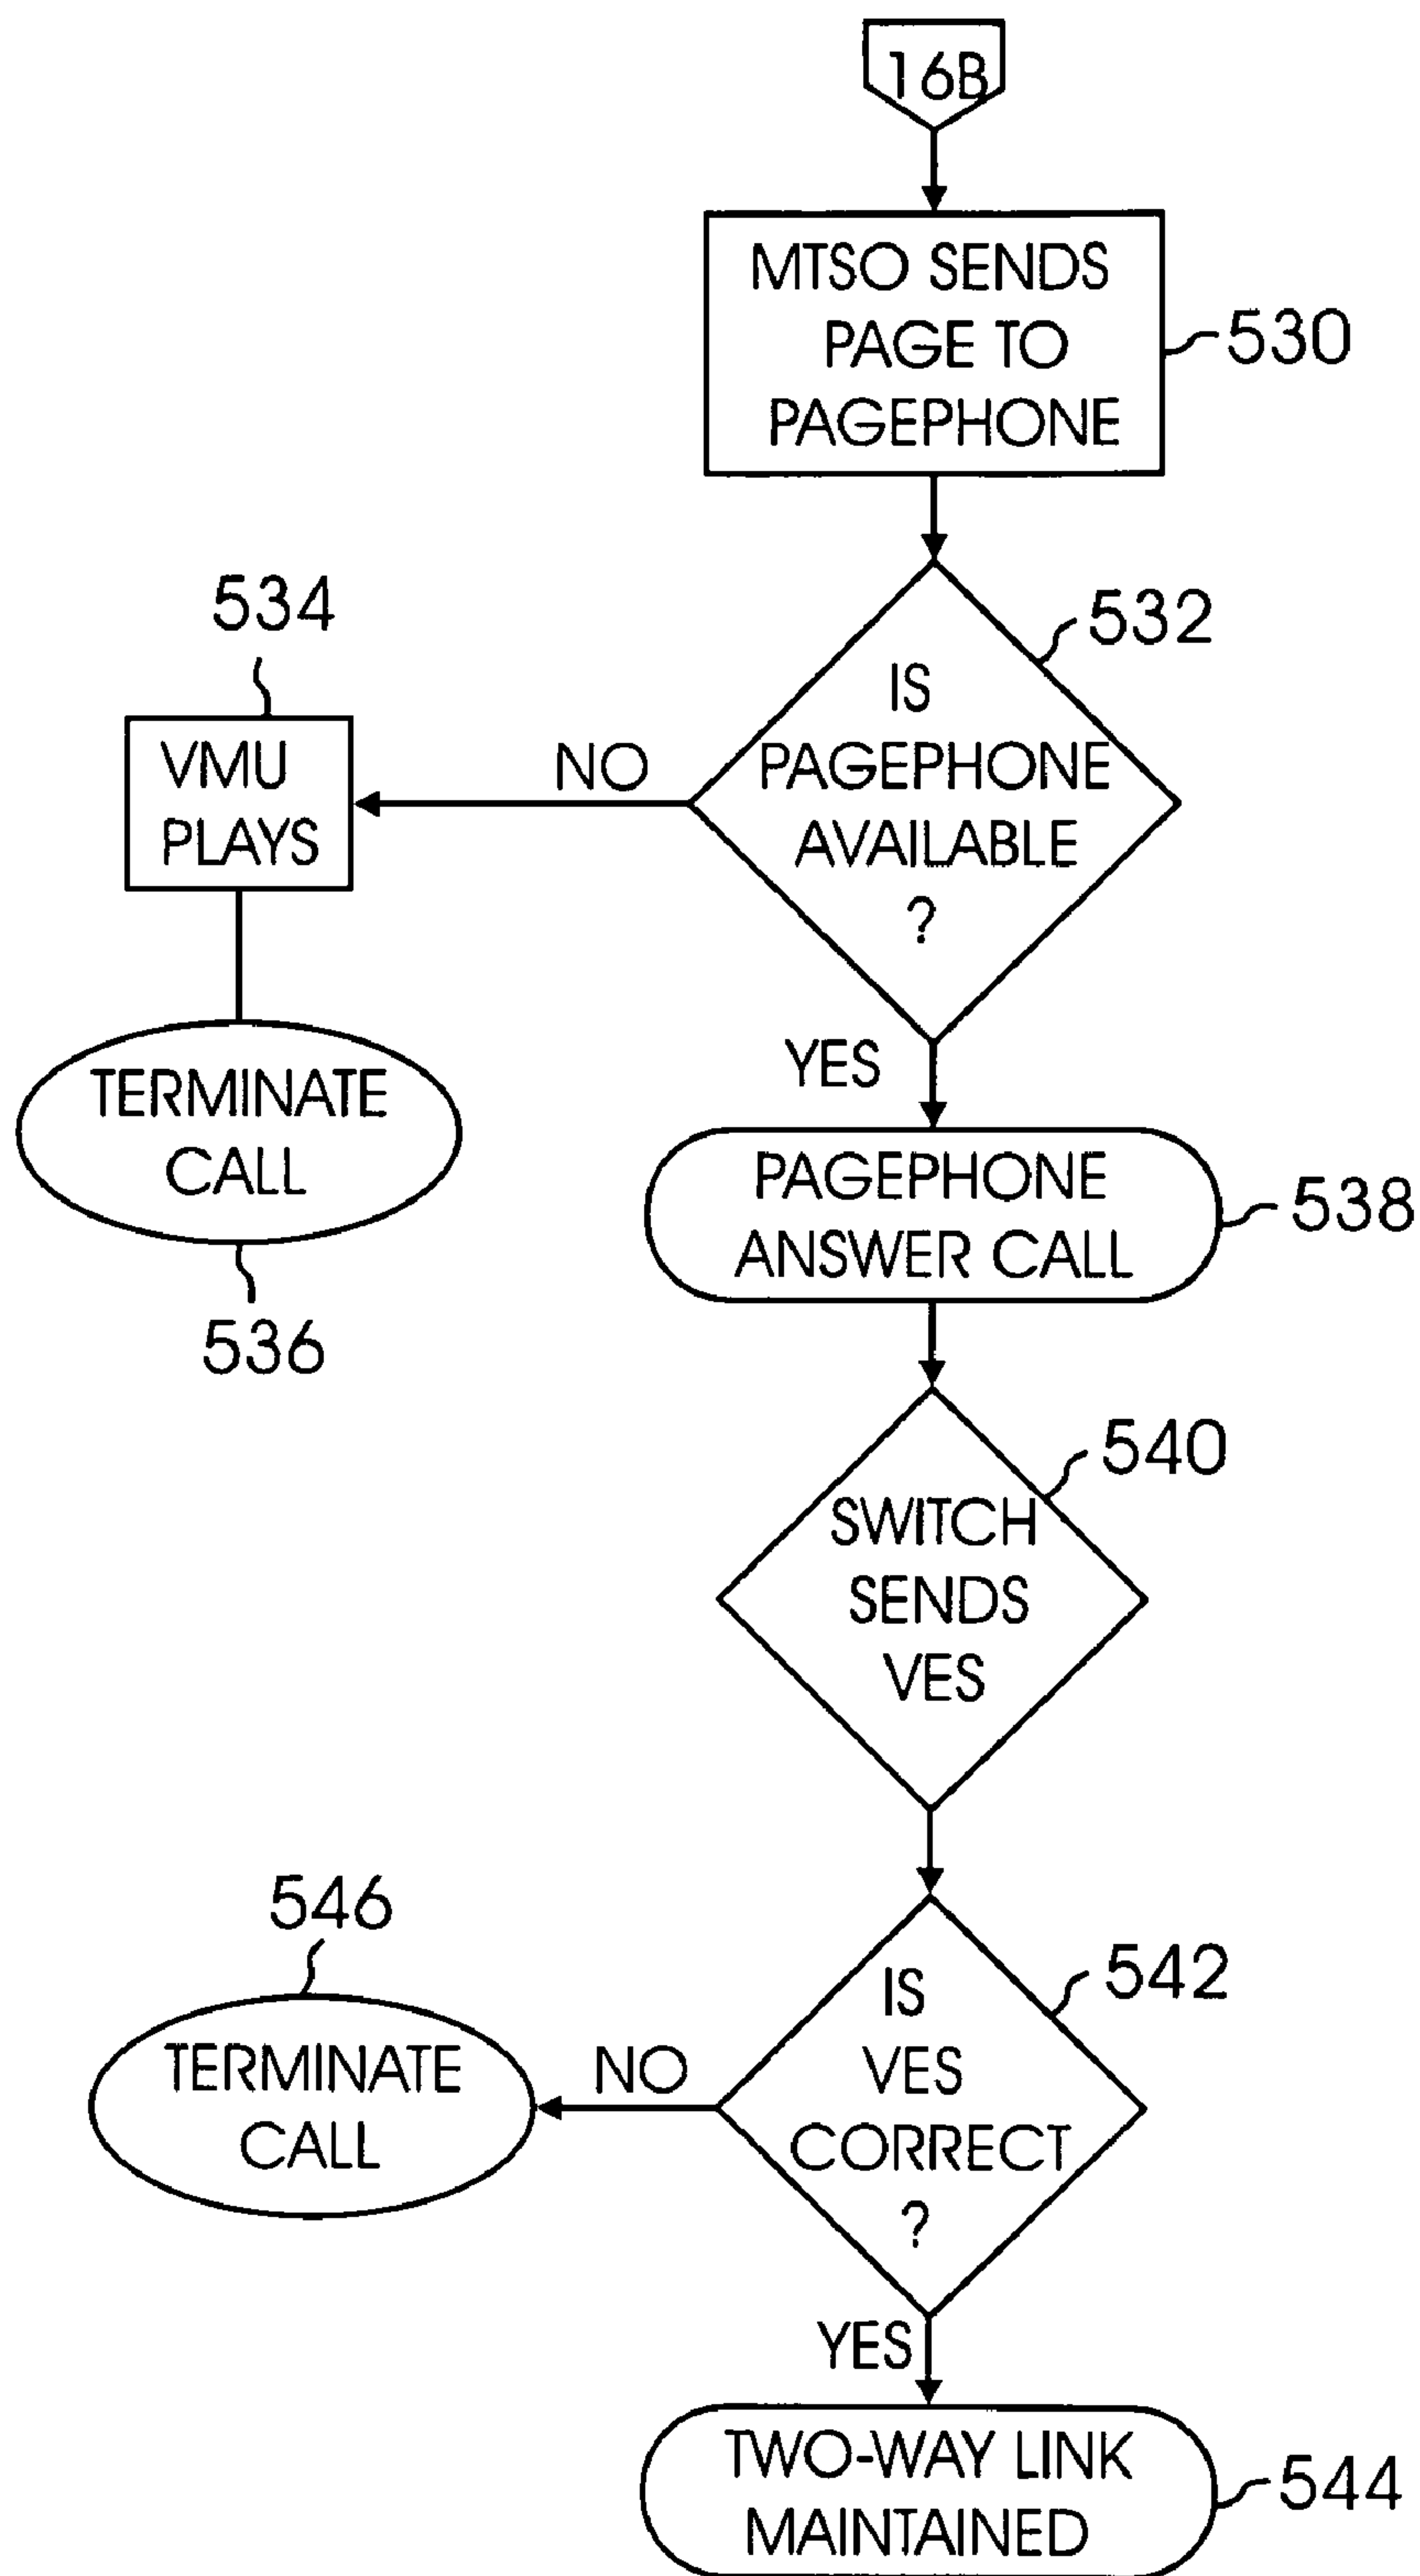 16B
MTSO SENDS
PAGE TO
PAGEPHONE
530
532
IS
PAGEPHONE
AVAILABLE
?
NO
534
VMU
PLAYS
TERMINATE
CALL
536
YES
PAGEPHONE
ANSWER CALL
538
540
SWITCH
SENDS
VES
542
IS
VES
CORRECT
?
NO
546
TERMINATE
CALL
YES
TWO-WAY LINK
MAINTAINED
544